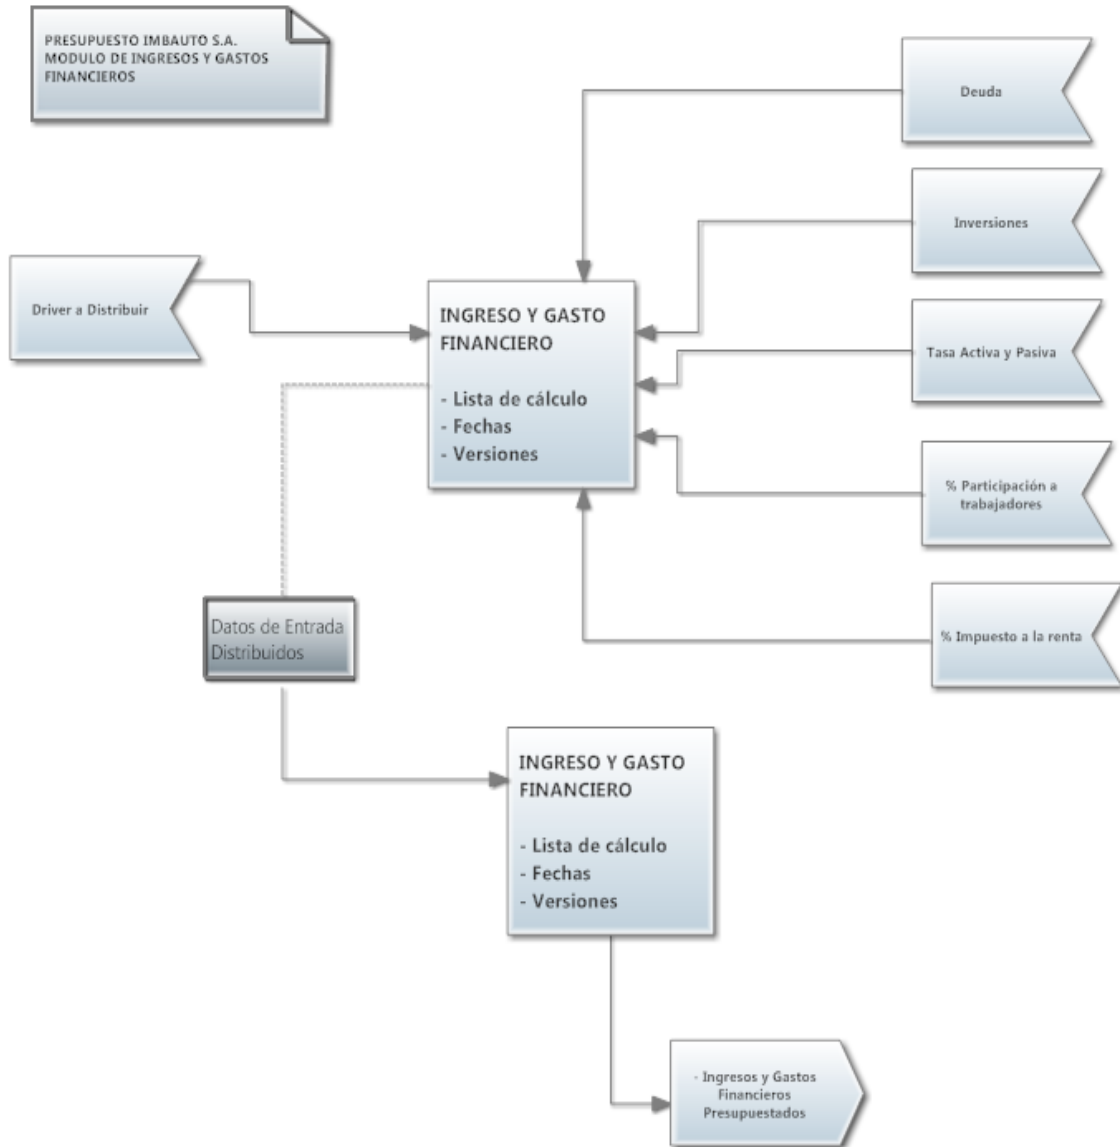 PRESUPUESTO IMBAUTO S.A.
MODULO DE INGRESOS Y GASTOS
FINANCIEROS
Deuda
Inversiones
Driver a Distribuir
INGRESO Y GASTO
FINANCIERO
- Lista de cálculo
- Fechas
- Versiones
Tasa Activa y Pasiva
% Participación a
trabajadores
% Impuesto a la renta
Datos de Entrada
Distribuidos
INGRESO Y GASTO
FINANCIERO
- Lista de cálculo
- Fechas
- Versiones
- Ingresos y Gastos
Financieros
Presupuestados